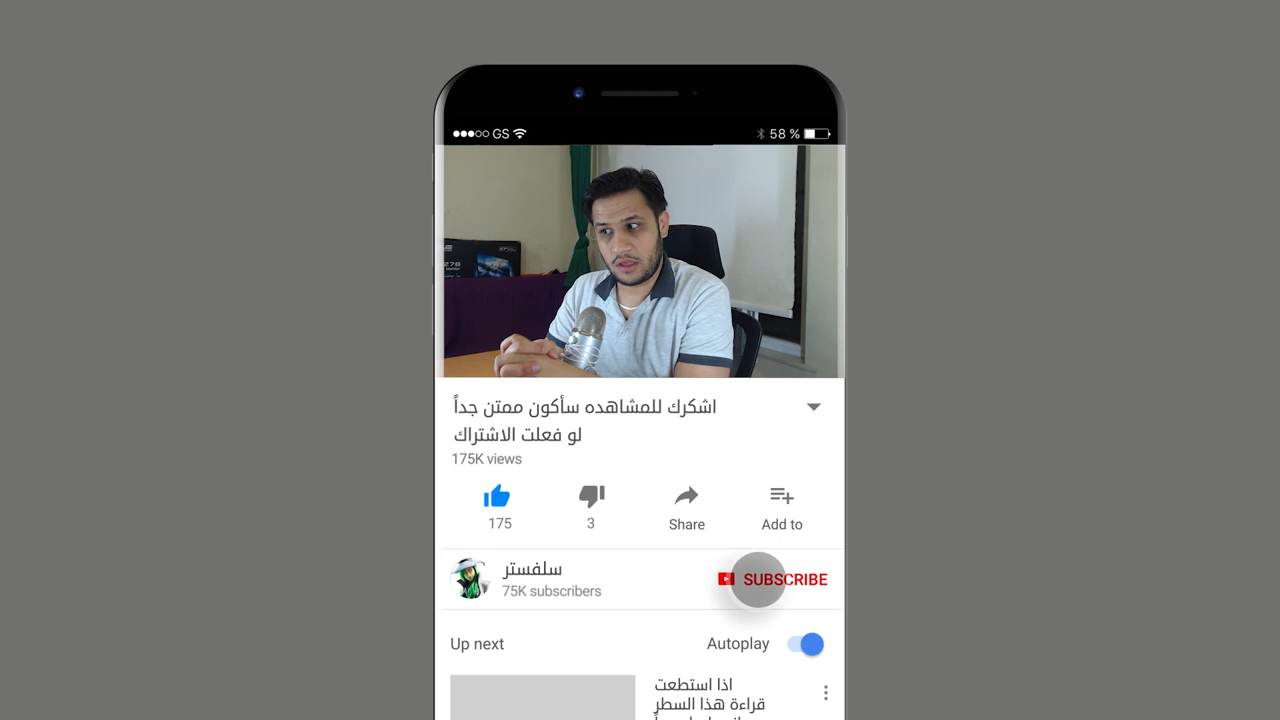 GS
58 %
اشكرك للمشاهده سأكون ممتن جداً
لو فعلت الاشتراك
175K views
175
3
Share
Add to
سلفستر
75K subscribers
SUBSCRIBE
Up next
Autoplay
اذا استطعت
قراءة هذا السطر